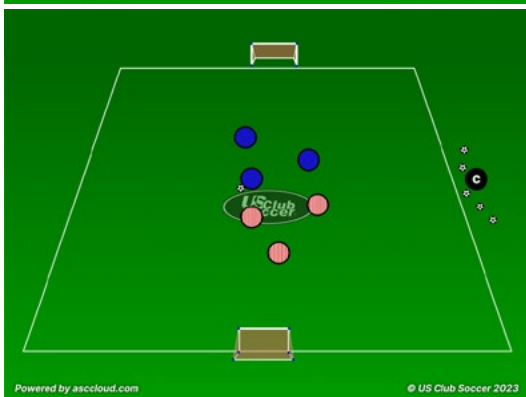 C
US Club
Soccer
Powered by asccloud.com
© US Club Soccer 2023